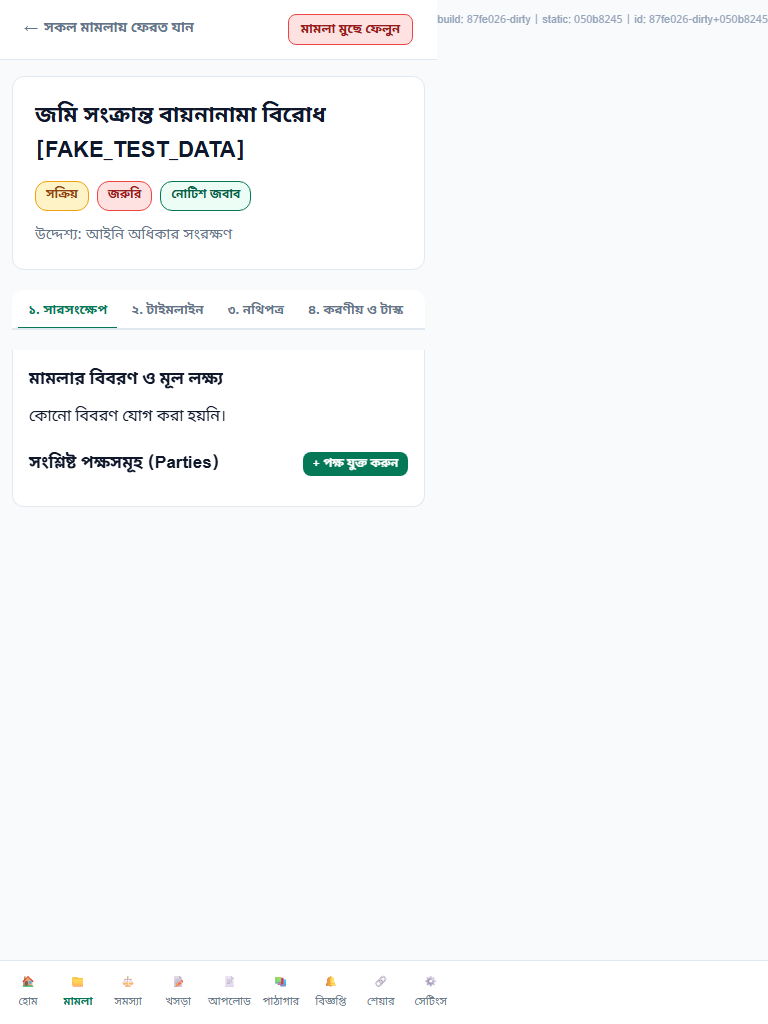 ← সকল মামলায় ফেরত যান
মামলা মুছে ফেলুন
build: 87fe026-dirty | static: 050b8245 | id: 87fe026-dirty+050b8245
জমি সংক্রান্ত বায়নানামা বিরোধ
[FAKE_TEST_DATA]
সক্রিয়
জরুরি
নোটিশ জবাব
উদ্দেশ্য: আইনি অধিকার সংরক্ষণ
১. সারসংক্ষেপ
২. টাইমলাইন
৩. নথিপত্র
৪. করণীয় ও টাস্ক
মামলার বিবরণ ও মূল লক্ষ্য
কোনো বিবরণ যোগ করা হয়নি।
সংশ্লিষ্ট পক্ষসমূহ (Parties)
+ পক্ষ যুক্ত করুন
হোম
মামলা
সমস্যা
খসড়া
আপলোড
পাঠাগার
বিজ্ঞপ্তি
শেয়ার
সেটিংস